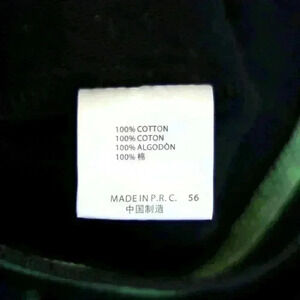 100% COTTON
100% COTON
100% ALGODÓN
100% 棉
MADE IN P.R.C. 56
中国制造